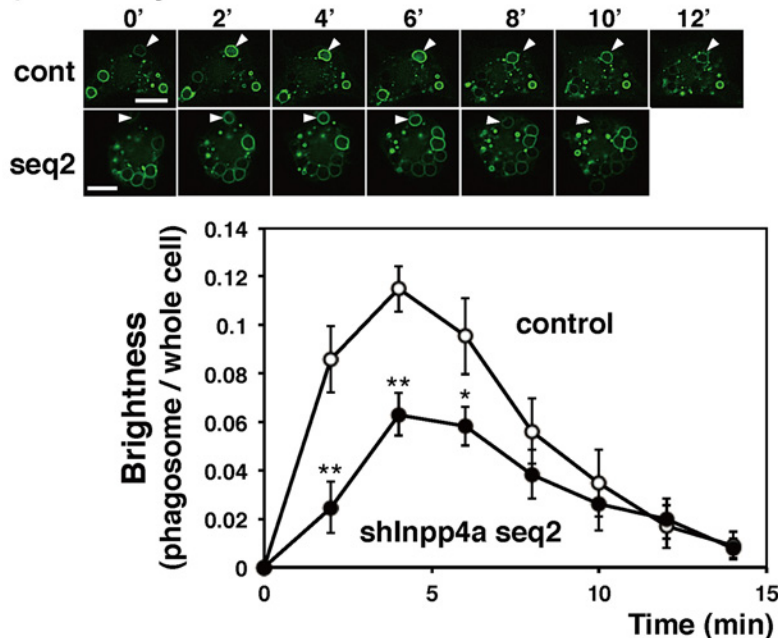 0' 2' 4' 6' 8' 10' 12'
cont
seq2
0.14
0.12
0.1
0.08
0.06
0.04
0.02
0
Brightness
(phagosome / whole cell)
control
** ** *
shInpp4a seq2
0 5 10 15
Time (min)